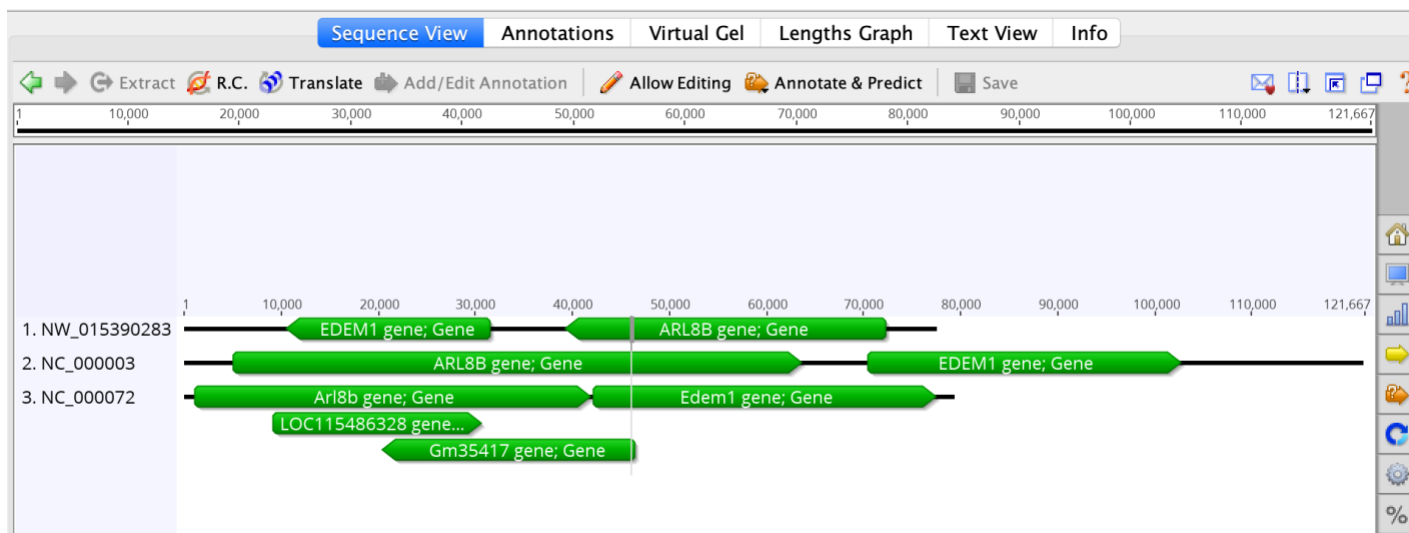 Sequence View Annotations Virtual Gel Lengths Graph Text View Info
Extract R.C. Translate Add/Edit Annotation Allow Editing Annotate & Predict Save ?
1 10,000 20,000 30,000 40,000 50,000 60,000 70,000 80,000 90,000 100,000 110,000 121,667
1 10,000 20,000 30,000 40,000 50,000 60,000 70,000 80,000 90,000 100,000 110,000 121,667
1. NW_015390283 EDEM1 gene; Gene ARL8B gene; Gene
2. NC_000003 ARL8B gene; Gene EDEM1 gene; Gene
3. NC_000072 Arl8b gene; Gene Edem1 gene; Gene
LOC115486328 gene...
Gm35417 gene; Gene
%